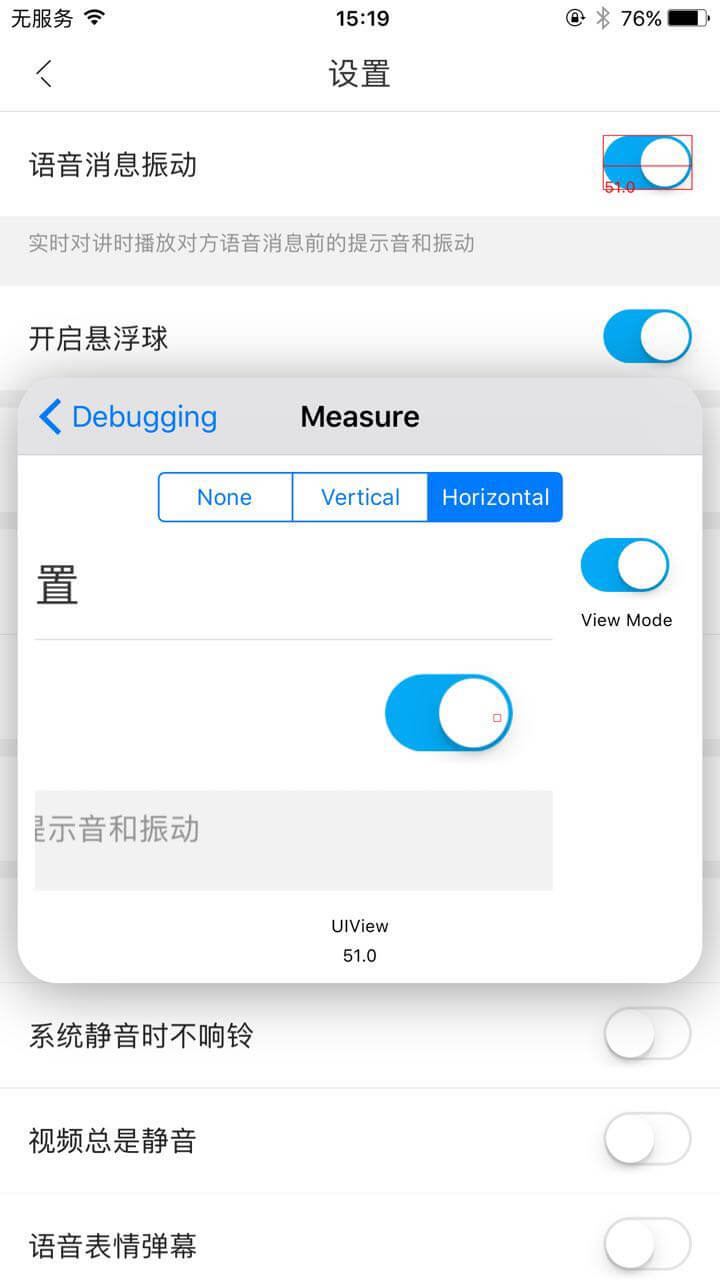 无服务 15:19 76%
设置
语音消息振动
51.0
实时对讲时播放对方语音消息前的提示音和振动
开启悬浮球
Debugging Measure
None Vertical Horizontal
置
View Mode
示音和振动
UIView
51.0
系统静音时不响铃
视频总是静音
语音表情弹幕